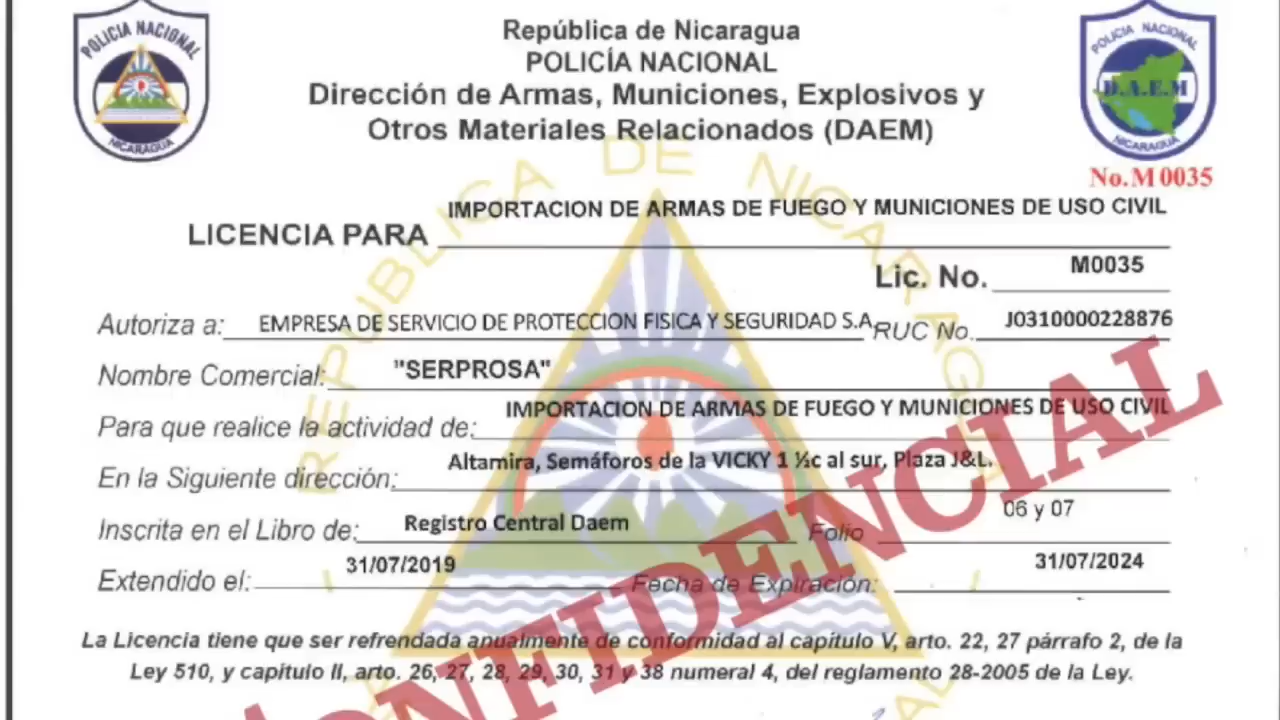 República de Nicaragua
POLICÍA NACIONAL
Dirección de Armas, Municiones, Explosivos y
Otros Materiales Relacionados (DAEM)
POLICIA NACIONAL
NICARAGUA
POLICIA NACIONAL
D.A.E.M
NICARAGUA
No.M 0035
REPUBLICA DE NICARAGUA
LICENCIA PARA IMPORTACION DE ARMAS DE FUEGO Y MUNICIONES DE USO CIVIL
Lic. No. M0035
Autoriza a: EMPRESA DE SERVICIO DE PROTECCION FISICA Y SEGURIDAD S.A RUC No. J0310000228876
Nombre Comercial: "SERPROSA"
Para que realice la actividad de: IMPORTACION DE ARMAS DE FUEGO Y MUNICIONES DE USO CIVIL
En la Siguiente dirección: Altamira, Semáforos de la VICKY 1 ½c al sur, Plaza J&L.
Inscrita en el Libro de: Registro Central Daem Folio 06 y 07
Extendido el: 31/07/2019 Fecha de Expiración: 31/07/2024
La Licencia tiene que ser refrendada anualmente de conformidad al capítulo V, arto. 22, 27 párrafo 2, de la
Ley 510, y capítulo II, arto. 26, 27, 28, 29, 30, 31 y 38 numeral 4, del reglamento 28-2005 de la Ley.
CONFIDENCIAL